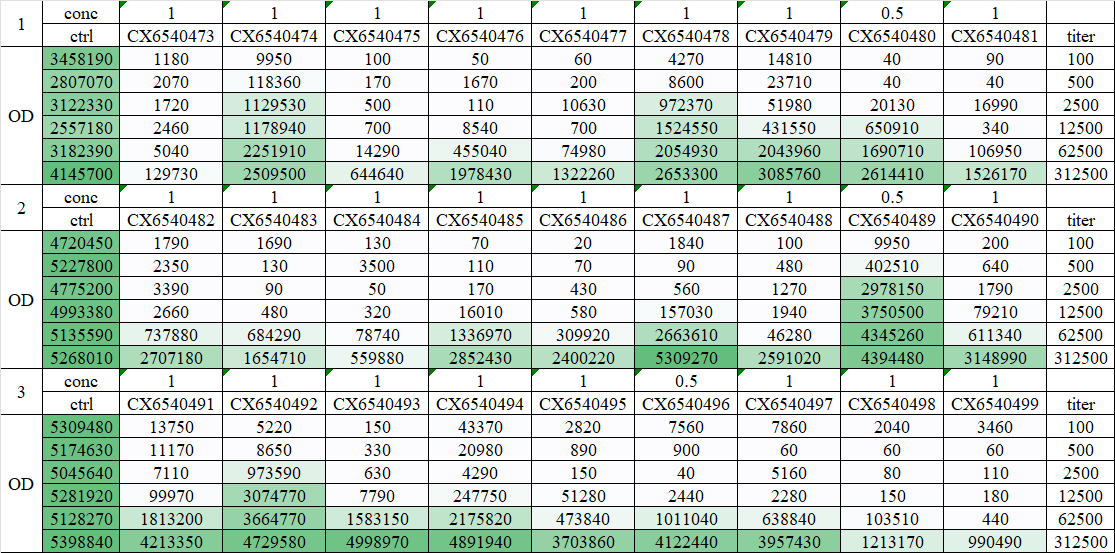 1 conc 1 1 1 1 1 1 1 0.5 1
ctrl CX6540473 CX6540474 CX6540475 CX6540476 CX6540477 CX6540478 CX6540479 CX6540480 CX6540481 titer
OD 3458190 1180 9950 100 50 60 4270 14810 40 90 100
2807070 2070 118360 170 1670 200 8600 23710 40 40 500
3122330 1720 1129530 500 110 10630 972370 51980 20130 16990 2500
2557180 2460 1178940 700 8540 700 1524550 431550 650910 340 12500
3182390 5040 2251910 14290 455040 74980 2054930 2043960 1690710 106950 62500
4145700 129730 2509500 644640 1978430 1322260 2653300 3085760 2614410 1526170 312500
2 conc 1 1 1 1 1 1 1 0.5 1
ctrl CX6540482 CX6540483 CX6540484 CX6540485 CX6540486 CX6540487 CX6540488 CX6540489 CX6540490 titer
OD 4720450 1790 1690 130 70 20 1840 100 9950 200 100
5227800 2350 130 3500 110 70 90 480 402510 640 500
4775200 3390 90 50 170 430 560 1270 2978150 1790 2500
4993380 2660 480 320 16010 580 157030 1940 3750500 79210 12500
5135590 737880 684290 78740 1336970 309920 2663610 46280 4345260 611340 62500
5268010 2707180 1654710 559880 2852430 2400220 5309270 2591020 4394480 3148990 312500
3 conc 1 1 1 1 1 0.5 1 1 1
ctrl CX6540491 CX6540492 CX6540493 CX6540494 CX6540495 CX6540496 CX6540497 CX6540498 CX6540499 titer
OD 5309480 13750 5220 150 43370 2820 7560 7860 2040 3460 100
5174630 11170 8650 330 20980 890 900 60 60 60 500
5045640 7110 973590 630 4290 150 40 5160 80 110 2500
5281920 99970 3074770 7790 247750 51280 2440 2280 150 180 12500
5128270 1813200 3664770 1583150 2175820 473840 1011040 638840 103510 440 62500
5398840 4213350 4729580 4998970 4891940 3703860 4122440 3957430 1213170 990490 312500